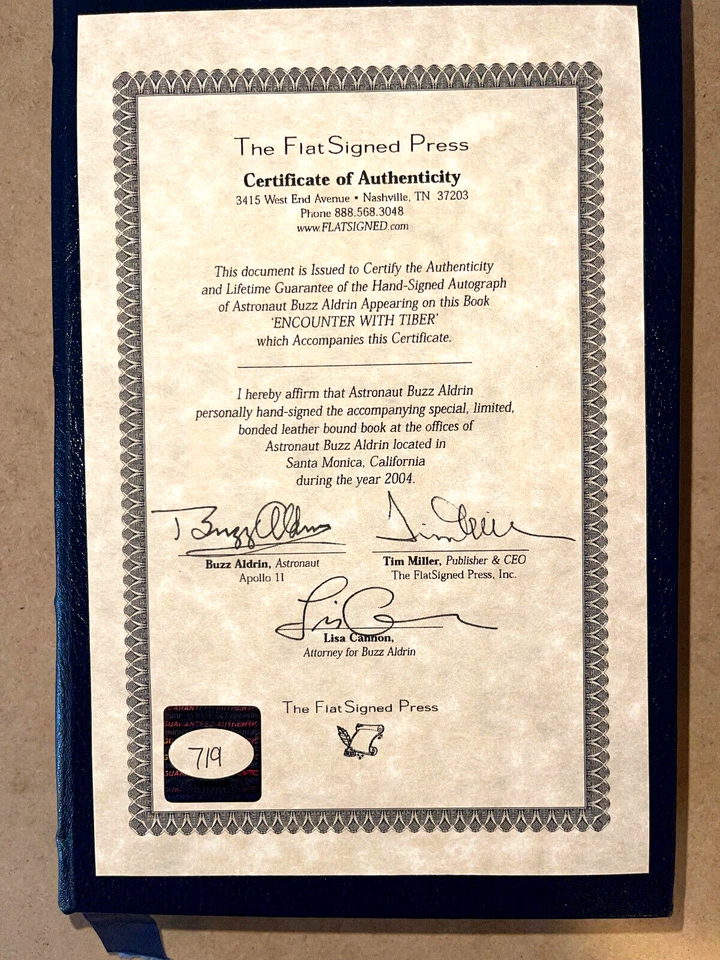 The FlatSigned Press
Certificate of Authenticity
3415 West End Avenue • Nashville, TN 37203
Phone 888.568.3048
www.FLATSIGNED.com
This document is Issued to Certify the Authenticity
and Lifetime Guarantee of the Hand-Signed Autograph
of Astronaut Buzz Aldrin Appearing on this Book
'ENCOUNTER WITH TIBER'
which Accompanies this Certificate.
I hereby affirm that Astronaut Buzz Aldrin
personally hand-signed the accompanying special, limited,
bonded leather bound book at the offices of
Astronaut Buzz Aldrin located in
Santa Monica, California
during the year 2004.
Buzz Aldrin
Buzz Aldrin, Astronaut
Apollo 11
Tim Miller, Publisher & CEO
The FlatSigned Press, Inc.
Lisa Cannon,
Attorney for Buzz Aldrin
The FlatSigned Press
GUARANTEED AUTHENTIC
719